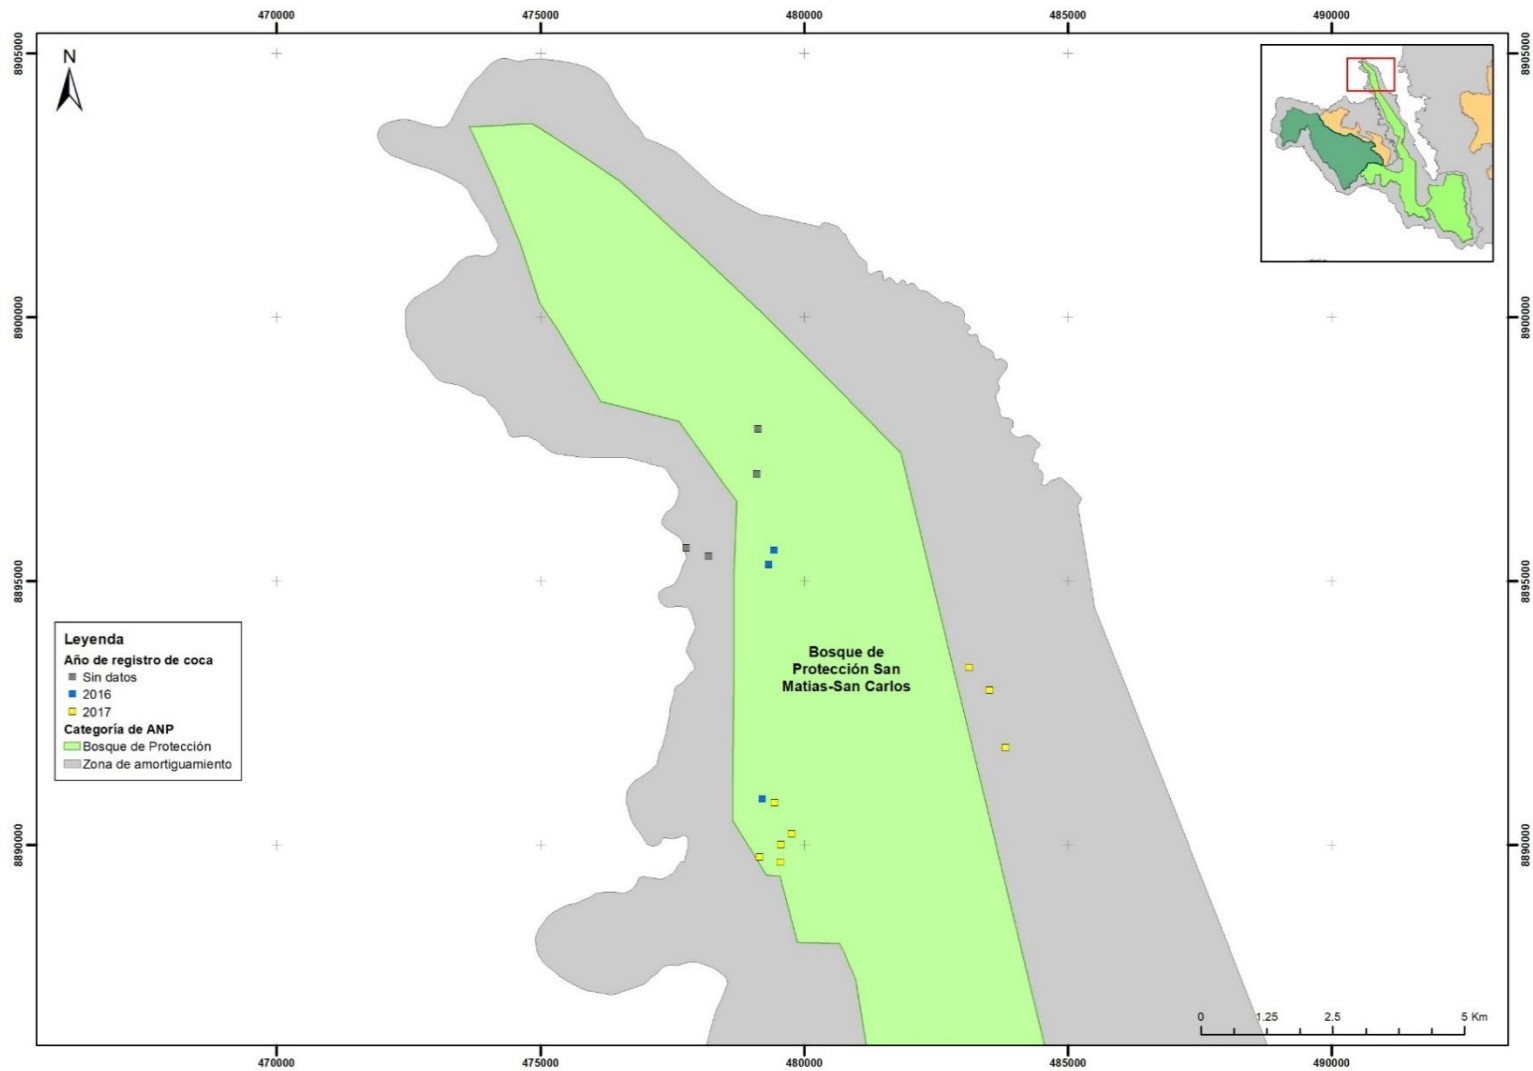 470000 475000 480000 485000 490000
8905000 8905000
N
8900000 8900000
8895000 8895000
Bosque de
Protección San
Matias-San Carlos
Leyenda
Año de registro de coca
Sin datos
2016
2017
Categoría de ANP
Bosque de Protección
Zona de amortiguamiento
8890000 8890000
0 1.25 2.5 5 Km
470000 475000 480000 485000 490000